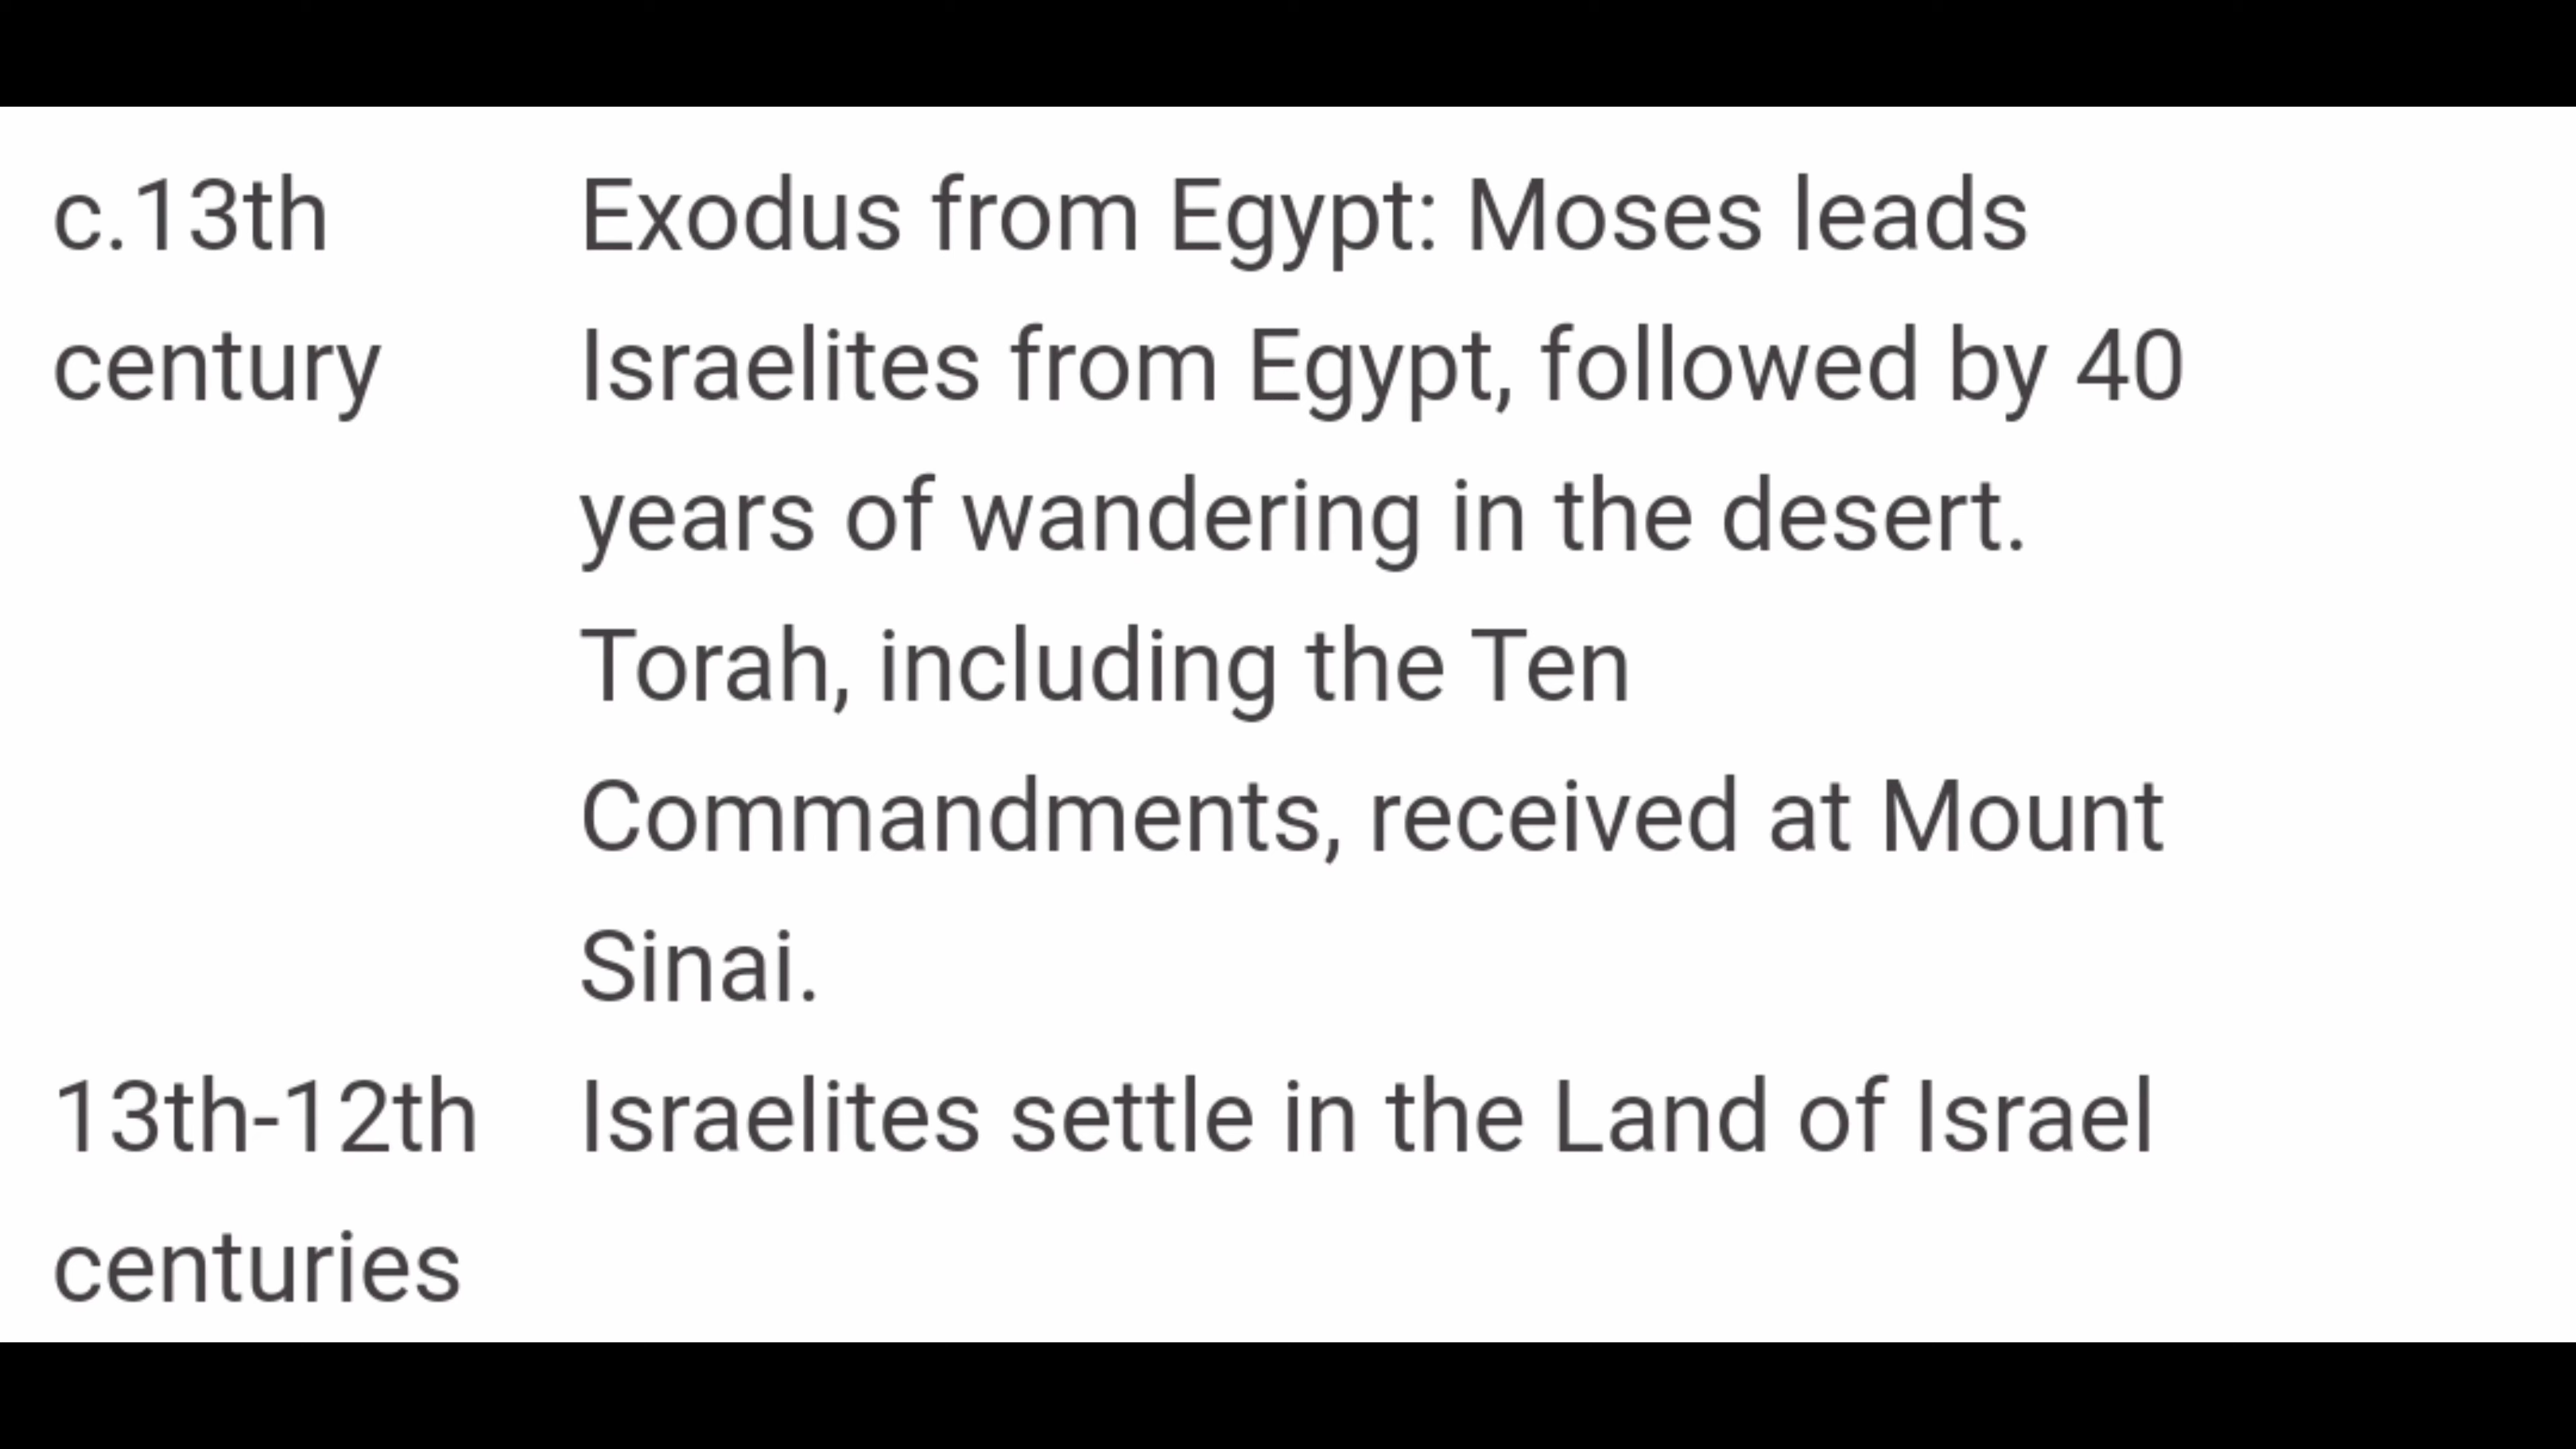 c.13th Exodus from Egypt: Moses leads
century Israelites from Egypt, followed by 40
years of wandering in the desert.
Torah, including the Ten
Commandments, received at Mount
Sinai.
13th-12th Israelites settle in the Land of Israel
centuries